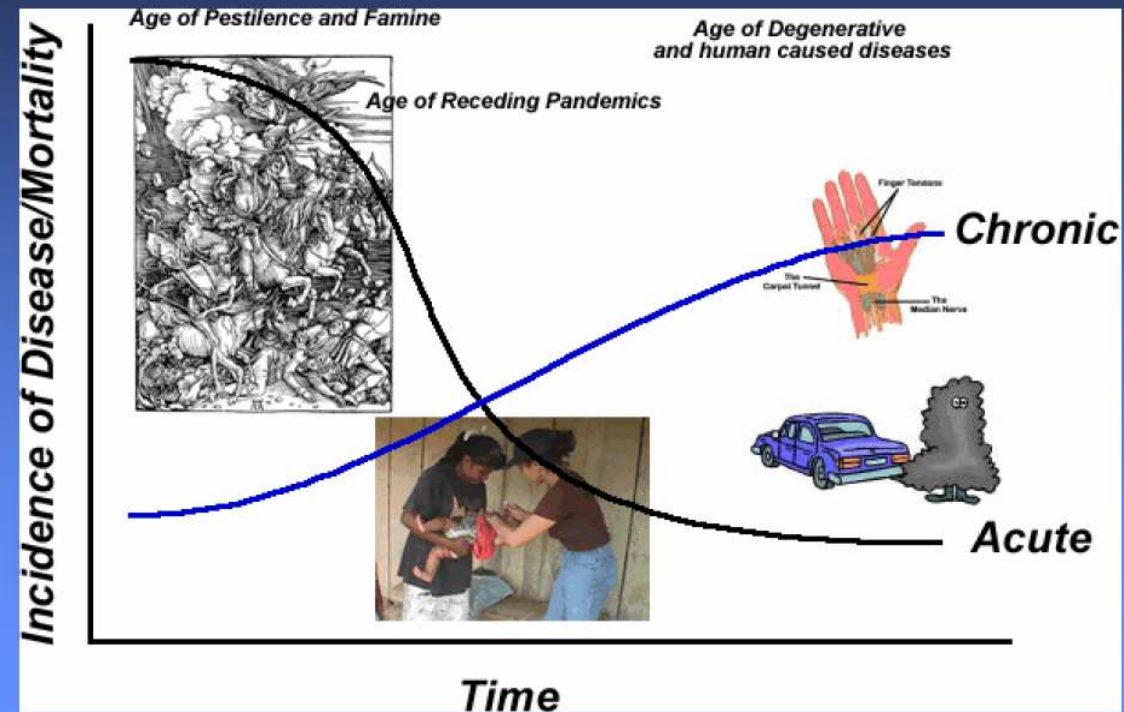 Age of Pestilence and Famine
Age of Degenerative
and human caused diseases
Age of Receding Pandemics
Incidence of Disease/Mortality
Finger Tendons
Chronic
The
Carpal Tunnel
The
Median Nerve
Acute
Time